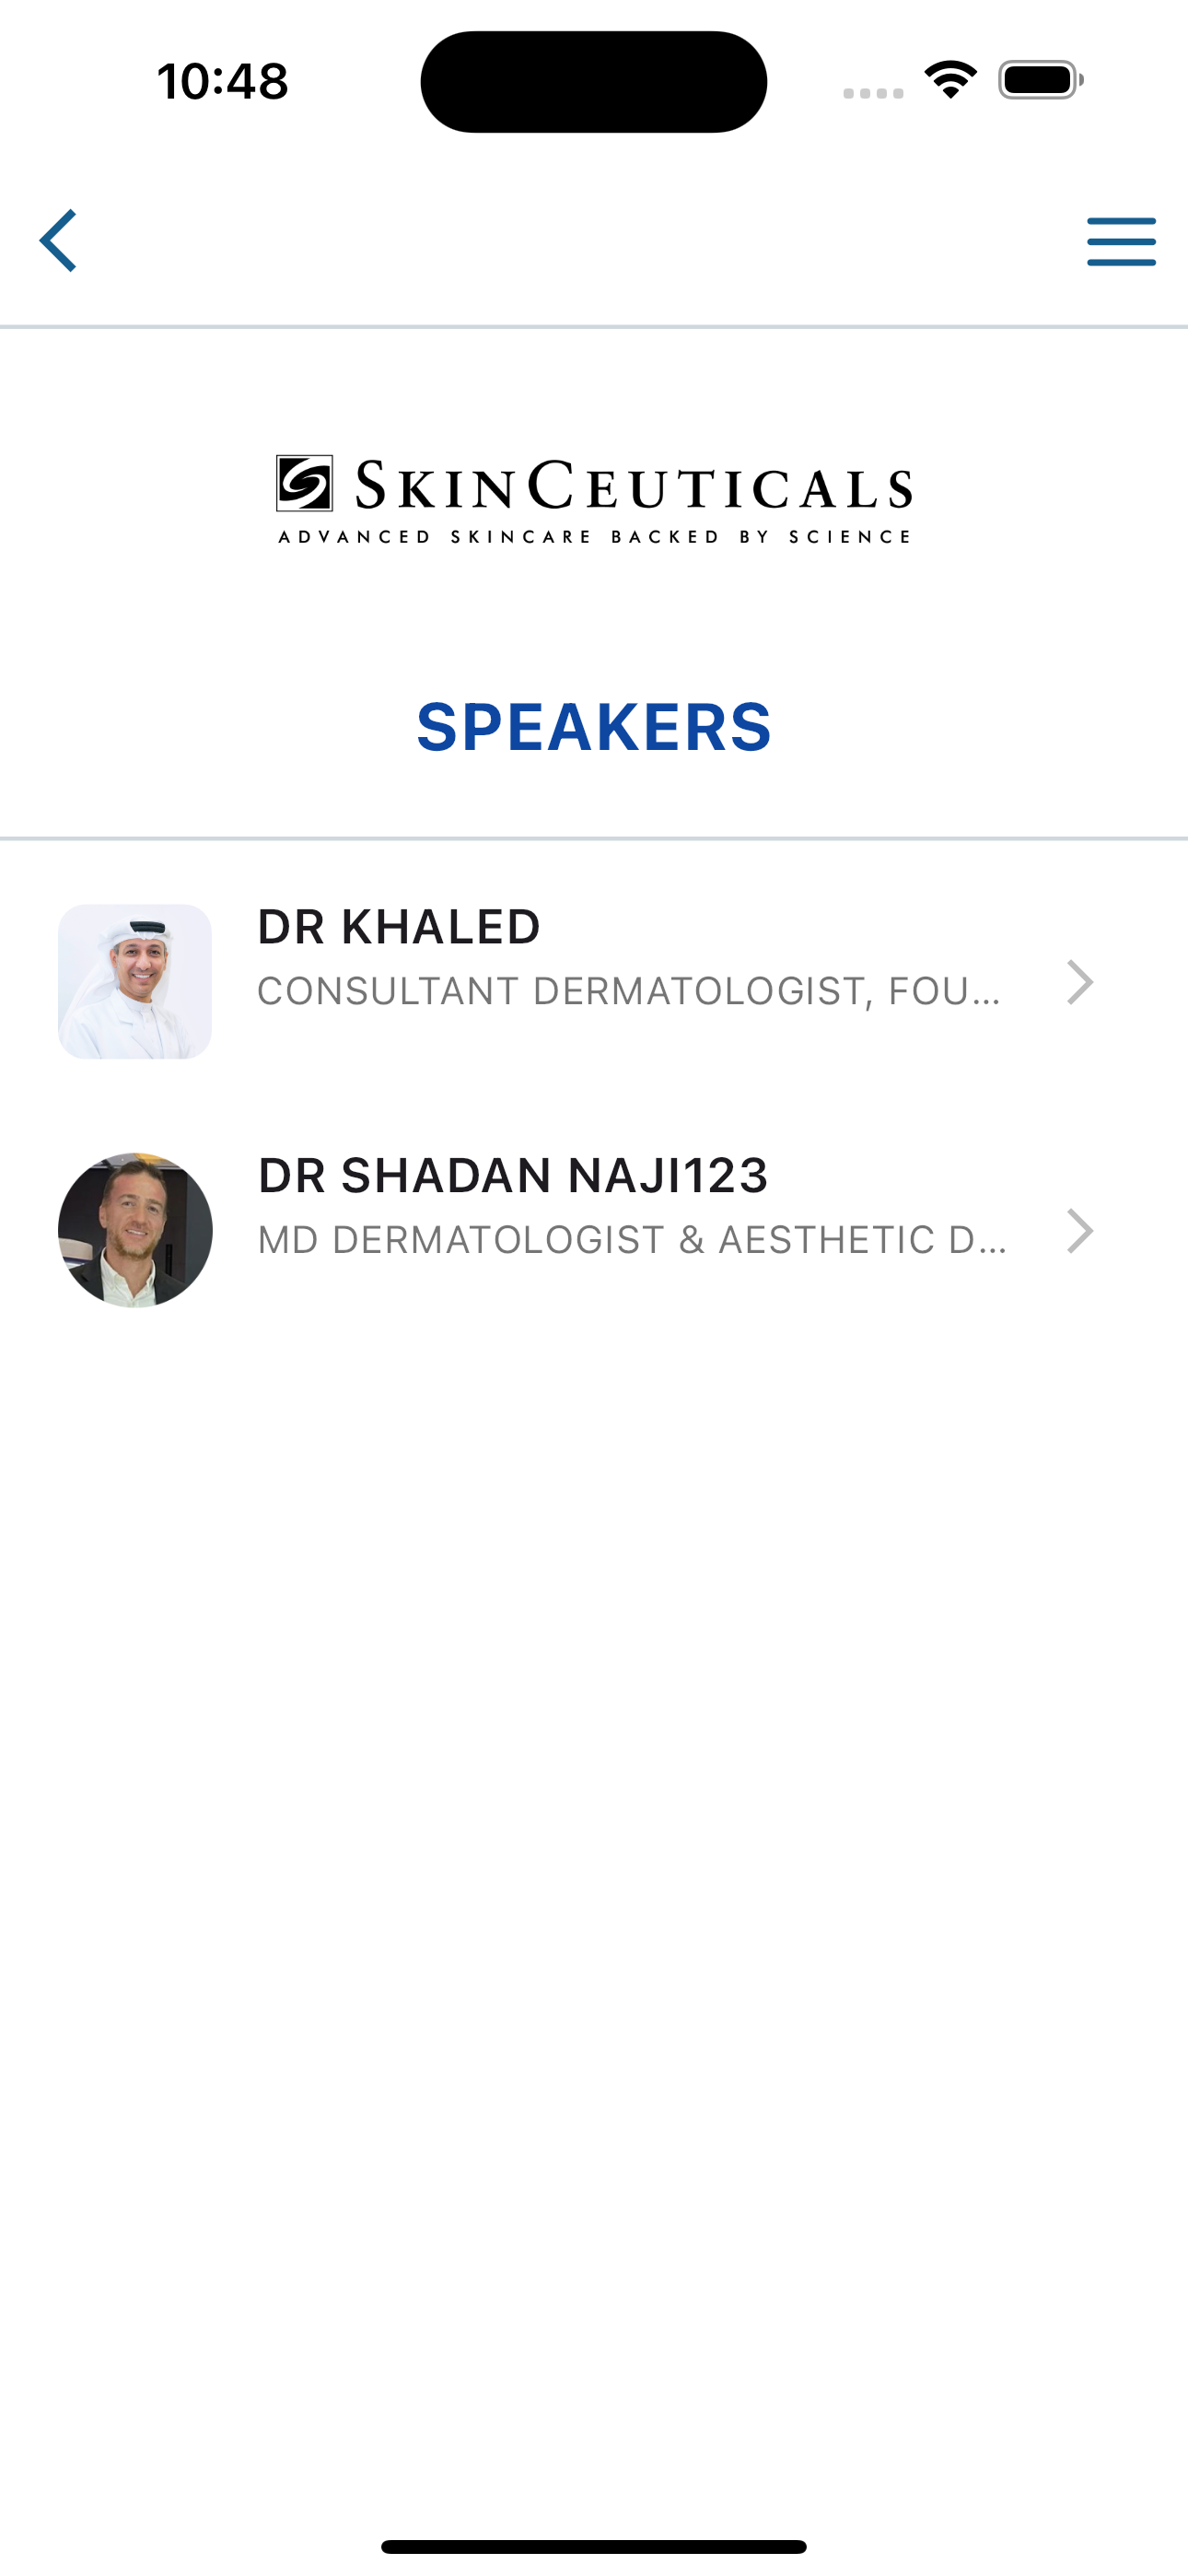 10:48
SKINCEUTICALS
ADVANCED SKINCARE BACKED BY SCIENCE
SPEAKERS
DR KHALED
CONSULTANT DERMATOLOGIST, FOU...
DR SHADAN NAJI123
MD DERMATOLOGIST & AESTHETIC D...